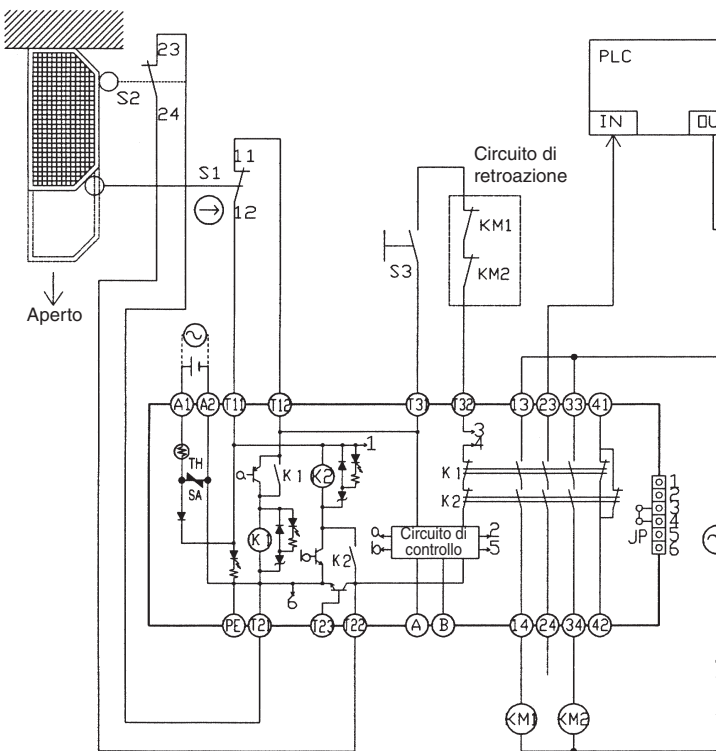 23
S2
24
PLC
IN
OU
11
S1
12
Circuito di
retroazione
KM1
S3
KM2
Aperto
A1
A2
T11
T12
T31
T32
13
23
33
41
1
3
4
TH
SA
K1
K2
K1
K2
1
2
3
4
5
6
JP
a
b
a
b
K1
K2
Circuito di
controllo
2
5
6
PE
T21
T23
T22
A
B
14
24
34
42
KM1
KM2